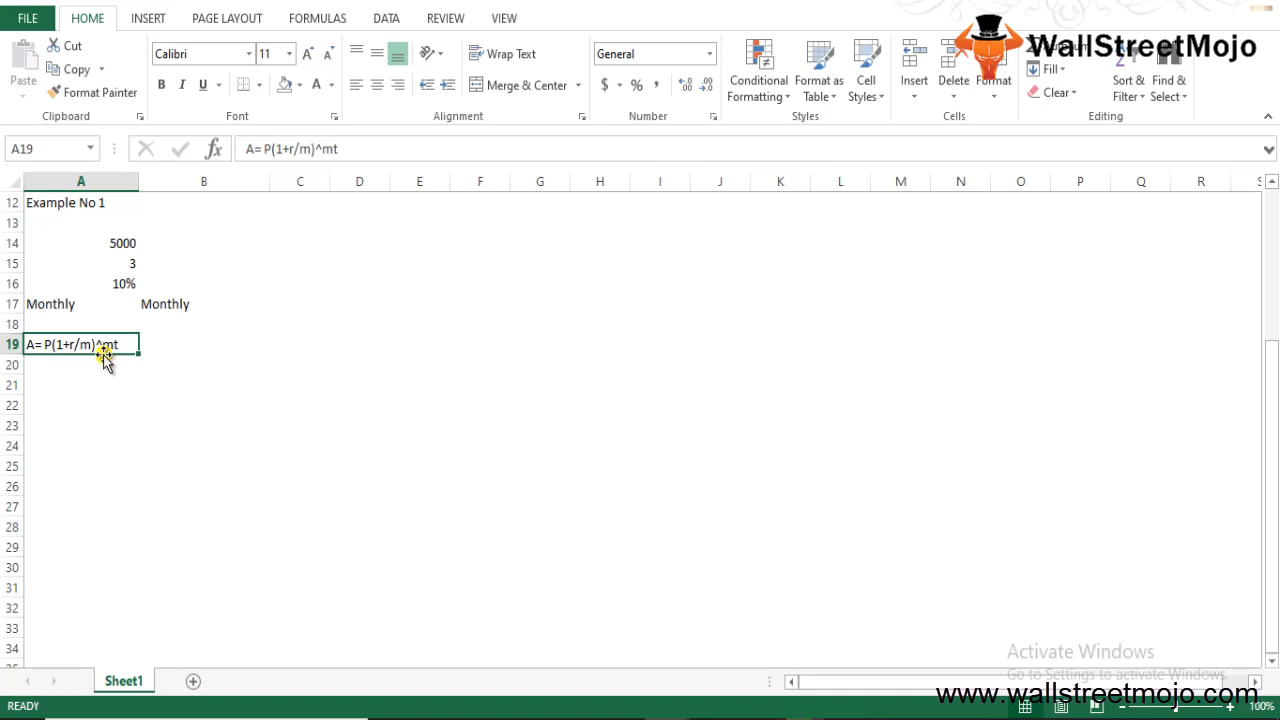 FILE HOME INSERT PAGE LAYOUT FORMULAS DATA REVIEW VIEW
WallStreetMojo
Paste
Cut
Copy
Format Painter
Clipboard
Calibri 11
B I U A
Font
Wrap Text
Merge & Center
Alignment
General
$ % ,
Number
Conditional Formatting
Format as Table
Cell Styles
Styles
Insert
Delete
Format
Cells
Fill
Clear
Sort & Filter
Find & Select
Editing
A19 fx A= P(1+r/m)^mt
A B C D E F G H I J K L M N O P Q R S
12 Example No 1
13
14 5000
15 3
16 10%
17 Monthly Monthly
18
19 A= P(1+r/m)^mt
20
21
22
23
24
25
26
27
28
29
30
31
32
33
34
Activate Windows
Go to Settings to activate Windows.
Sheet1
www.wallstreetmojo.com
READY
100%